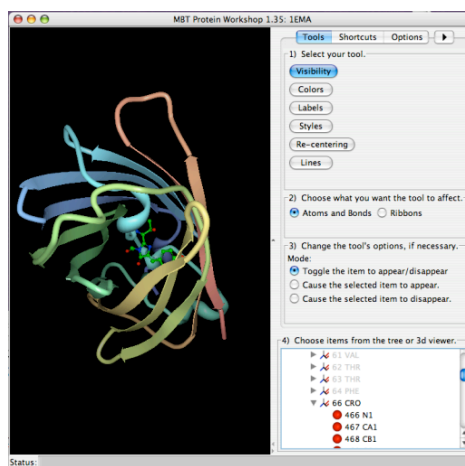 MBT Protein Workshop 1.35: 1EMA
Tools Shortcuts Options
1) Select your tool.
Visibility
Colors
Labels
Styles
Re-centering
Lines
2) Choose what you want the tool to affect.
Atoms and Bonds Ribbons
3) Change the tool's options, if necessary.
Mode:
Toggle the item to appear/disappear
Cause the selected item to appear.
Cause the selected item to disappear.
4) Choose items from the tree or 3d viewer.
61 VAL
62 THR
63 THR
64 PHE
66 CRO
466 N1
467 CA1
468 CB1
Status: